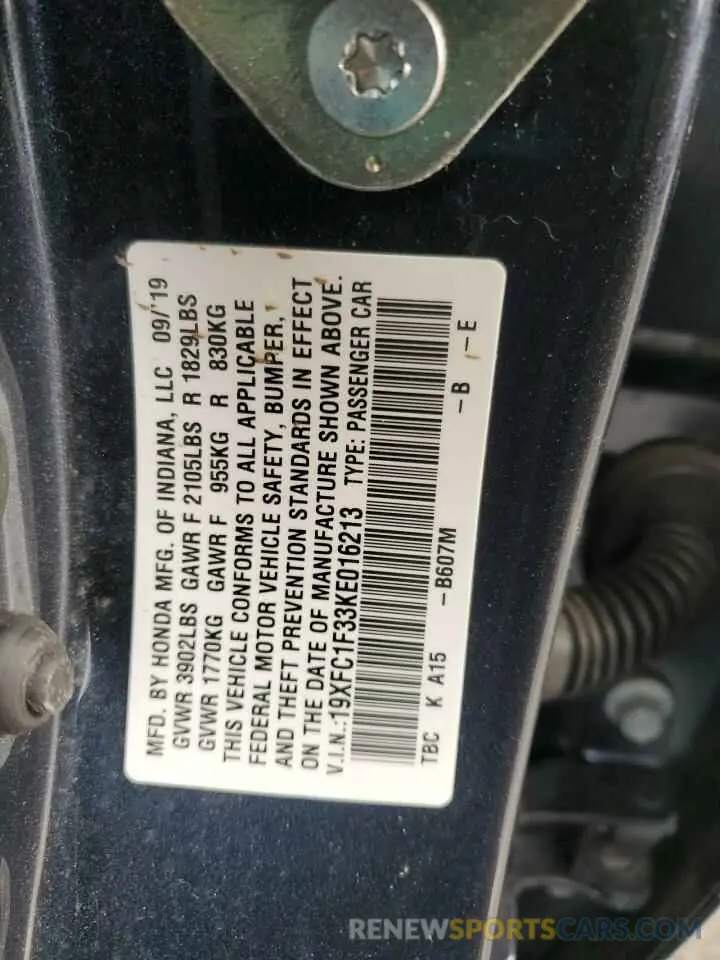 MFD. BY HONDA MFG. OF INDIANA, LLC 09/'19
GVWR 3902LBS GAWR F 2105LBS R 1829LBS
GVWR 1770KG GAWR F 955KG R 830KG
THIS VEHICLE CONFORMS TO ALL APPLICABLE
FEDERAL MOTOR VEHICLE SAFETY, BUMPER,
AND THEFT PREVENTION STANDARDS IN EFFECT
ON THE DATE OF MANUFACTURE SHOWN ABOVE.
V.I.N.:19XFC1F33KE016213 TYPE: PASSENGER CAR
TBC K A15 -B607M -B -E
RENEWSPORTSCARS.COM